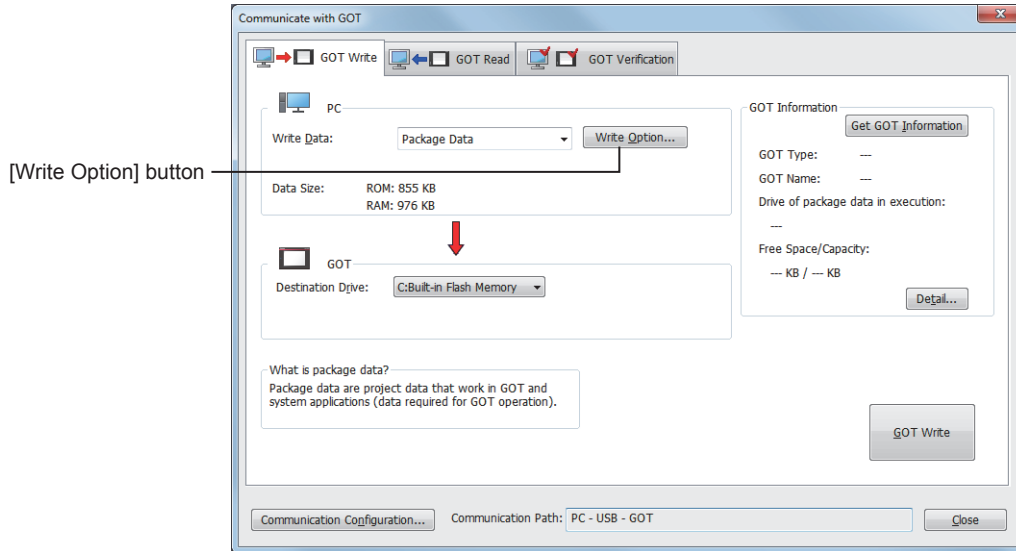 Communicate with GOT
GOT Write
GOT Read
GOT Verification
PC
Write Data:
Package Data
Write Option...
[Write Option] button
Data Size:
ROM: 855 KB
RAM: 976 KB
GOT
Destination Drive:
C:Built-in Flash Memory
What is package data?
Package data are project data that work in GOT and
system applications (data required for GOT operation).
GOT Information
Get GOT Information
GOT Type: ---
GOT Name: ---
Drive of package data in execution:
---
Free Space/Capacity:
--- KB / --- KB
Detail...
GOT Write
Communication Configuration...
Communication Path: PC - USB - GOT
Close